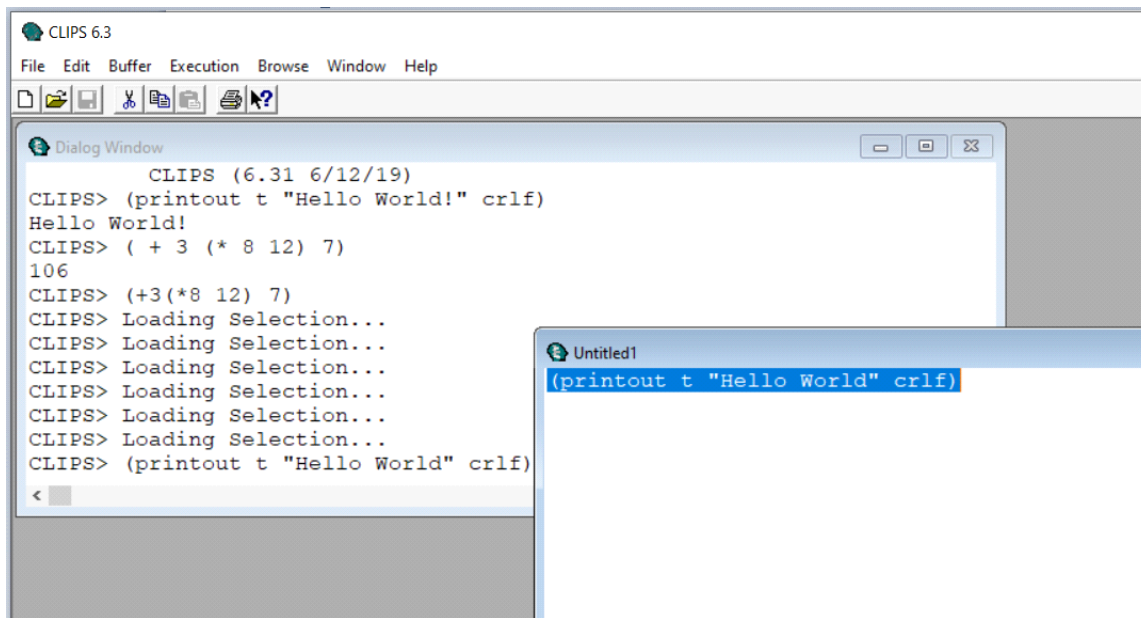 CLIPS 6.3
File Edit Buffer Execution Browse Window Help
Dialog Window
CLIPS (6.31 6/12/19)
CLIPS> (printout t "Hello World!" crlf)
Hello World!
CLIPS> ( + 3 (* 8 12) 7)
106
CLIPS> (+3(*8 12) 7)
CLIPS> Loading Selection...
CLIPS> Loading Selection...
CLIPS> Loading Selection...
CLIPS> Loading Selection...
CLIPS> Loading Selection...
CLIPS> Loading Selection...
CLIPS> (printout t "Hello World" crlf)
Untitled1
(printout t "Hello World" crlf)